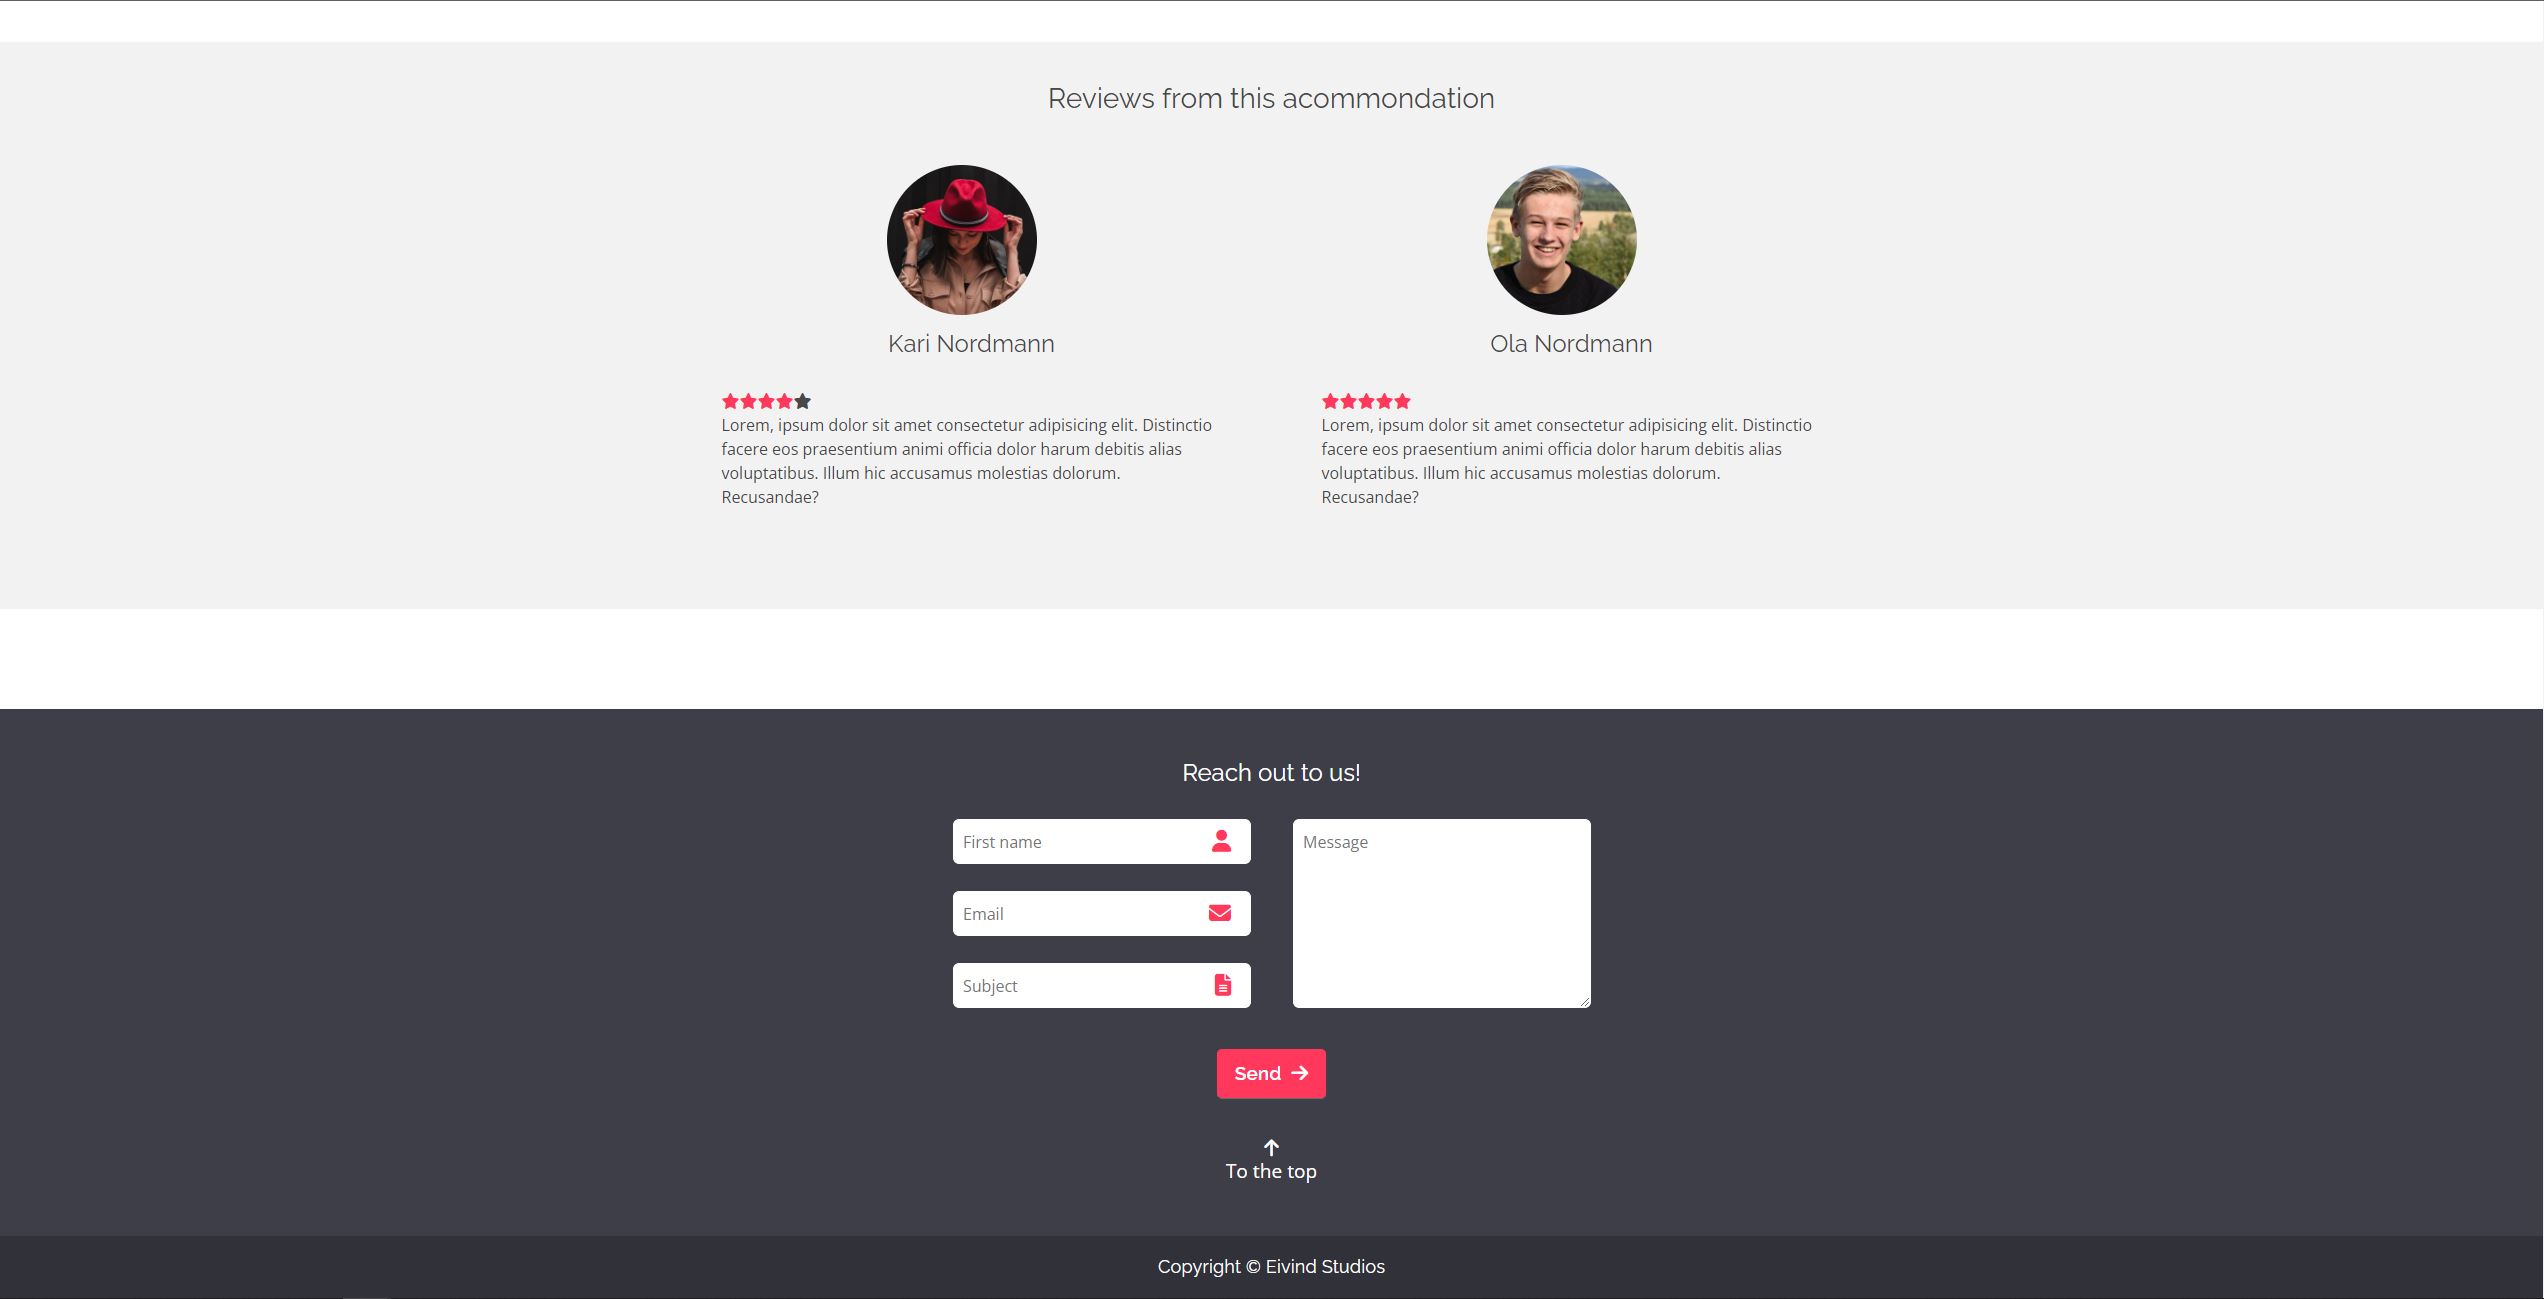 Reviews from this acommondation
Kari Nordmann
Lorem, ipsum dolor sit amet consectetur adipisicing elit. Distinctio
facere eos praesentium animi officia dolor harum debitis alias
voluptatibus. Illum hic accusamus molestias dolorum.
Recusandae?
Ola Nordmann
Lorem, ipsum dolor sit amet consectetur adipisicing elit. Distinctio
facere eos praesentium animi officia dolor harum debitis alias
voluptatibus. Illum hic accusamus molestias dolorum.
Recusandae?
Reach out to us!
First name
Email
Subject
Message
Send
To the top
Copyright © Eivind Studios